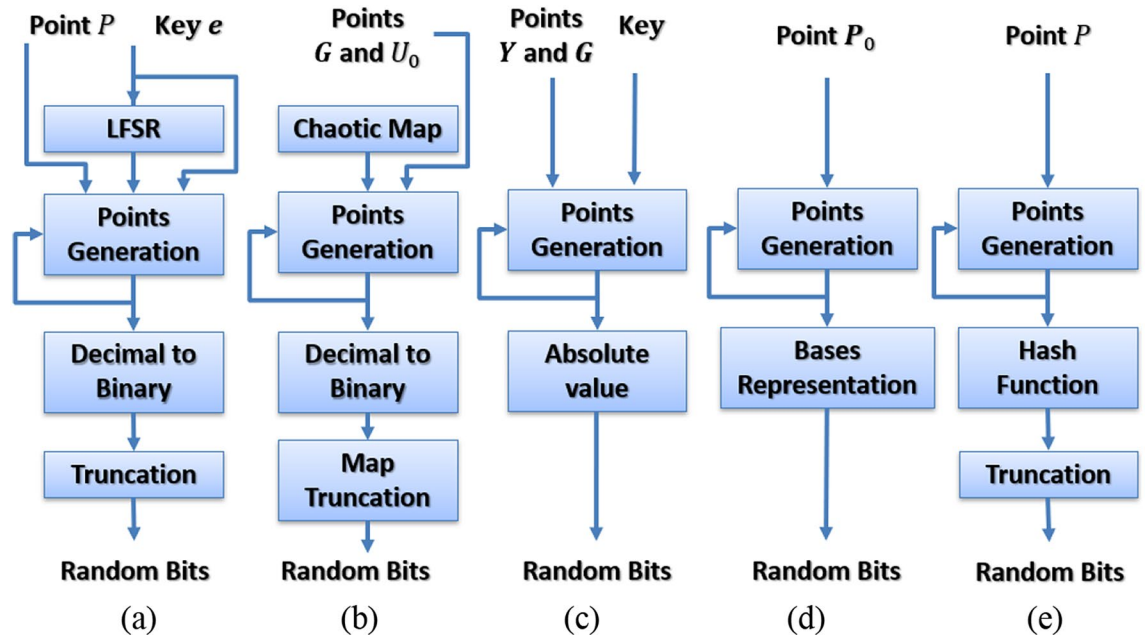 Point P
Key e
LFSR
Points
Generation
Decimal to
Binary
Truncation
Random Bits
(a)
Points
G and U₀
Chaotic Map
Points
Generation
Decimal to
Binary
Map
Truncation
Random Bits
(b)
Points
Y and G
Key
Points
Generation
Absolute
value
Random Bits
(c)
Point P₀
Points
Generation
Bases
Representation
Random Bits
(d)
Point P
Points
Generation
Hash
Function
Truncation
Random Bits
(e)